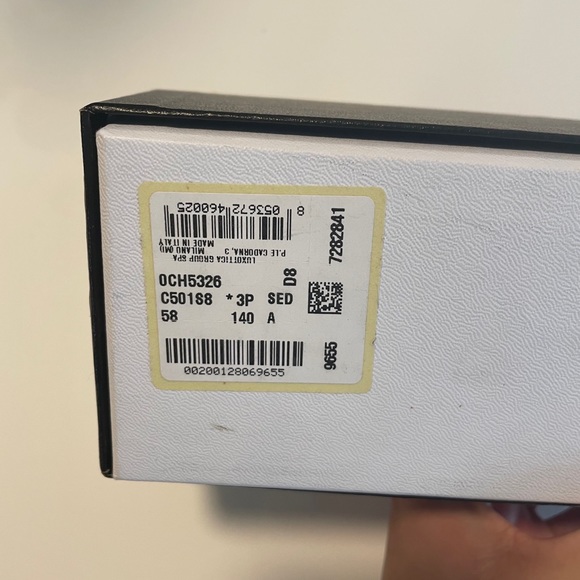 8 053672 460025
LUXOTTICA GROUP SPA
P.LE CADORNA, 3
MILANO (MI)
MADE IN ITALY
0CH5326 D8
C501S8 * 3P SED
58 140 A
7282841
9655
00200128069655